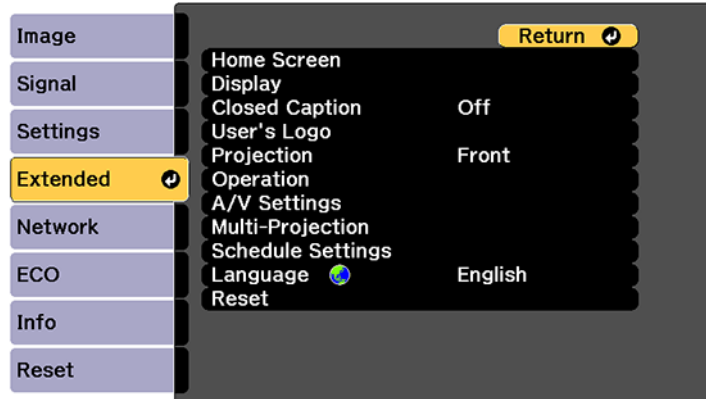 Image
Signal
Settings
Extended
Network
ECO
Info
Reset
Return
Home Screen
Display
Closed Caption Off
User's Logo
Projection Front
Operation
A/V Settings
Multi-Projection
Schedule Settings
Language English
Reset